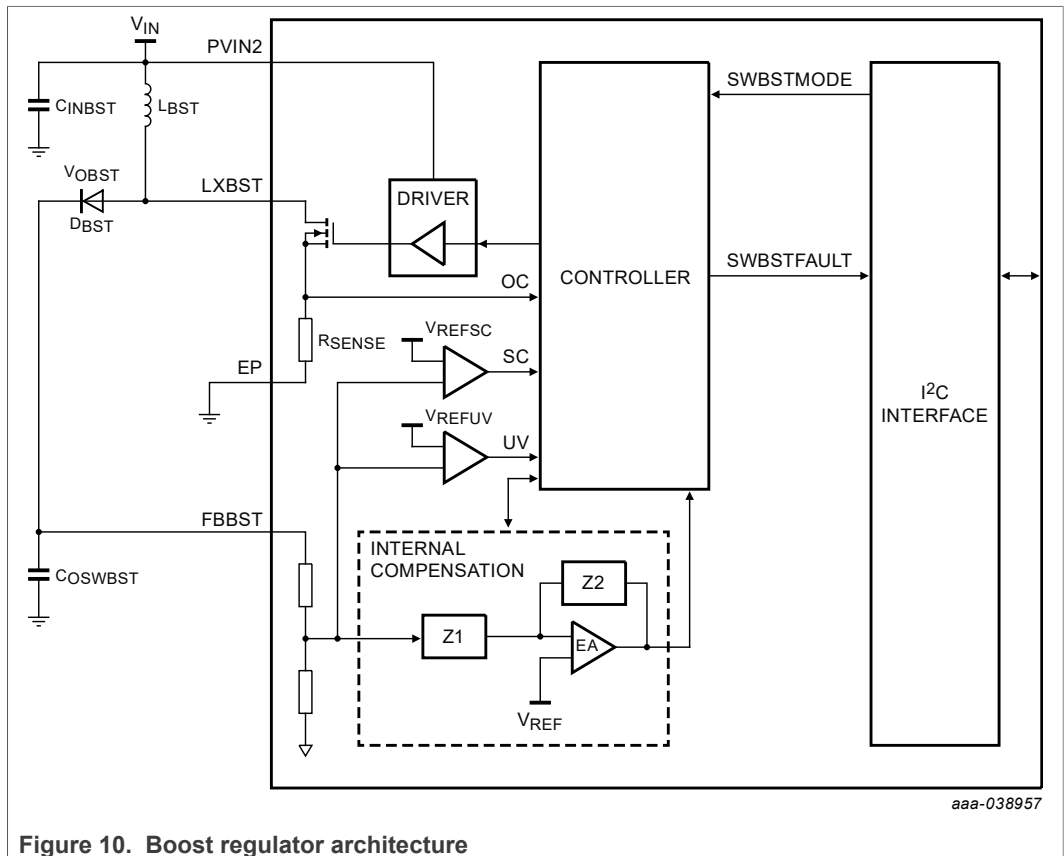 VIN
PVIN2
CINBST
LBST
VOBST
LXBST
DBST
DRIVER
CONTROLLER
SWBSTMODE
SWBSTFAULT
I2C
INTERFACE
OC
RSENSE
VREFSC
SC
EP
VREFUV
UV
FBBST
INTERNAL
COMPENSATION
COSWBST
Z1
Z2
EA
VREF
aaa-038957
Figure 10. Boost regulator architecture